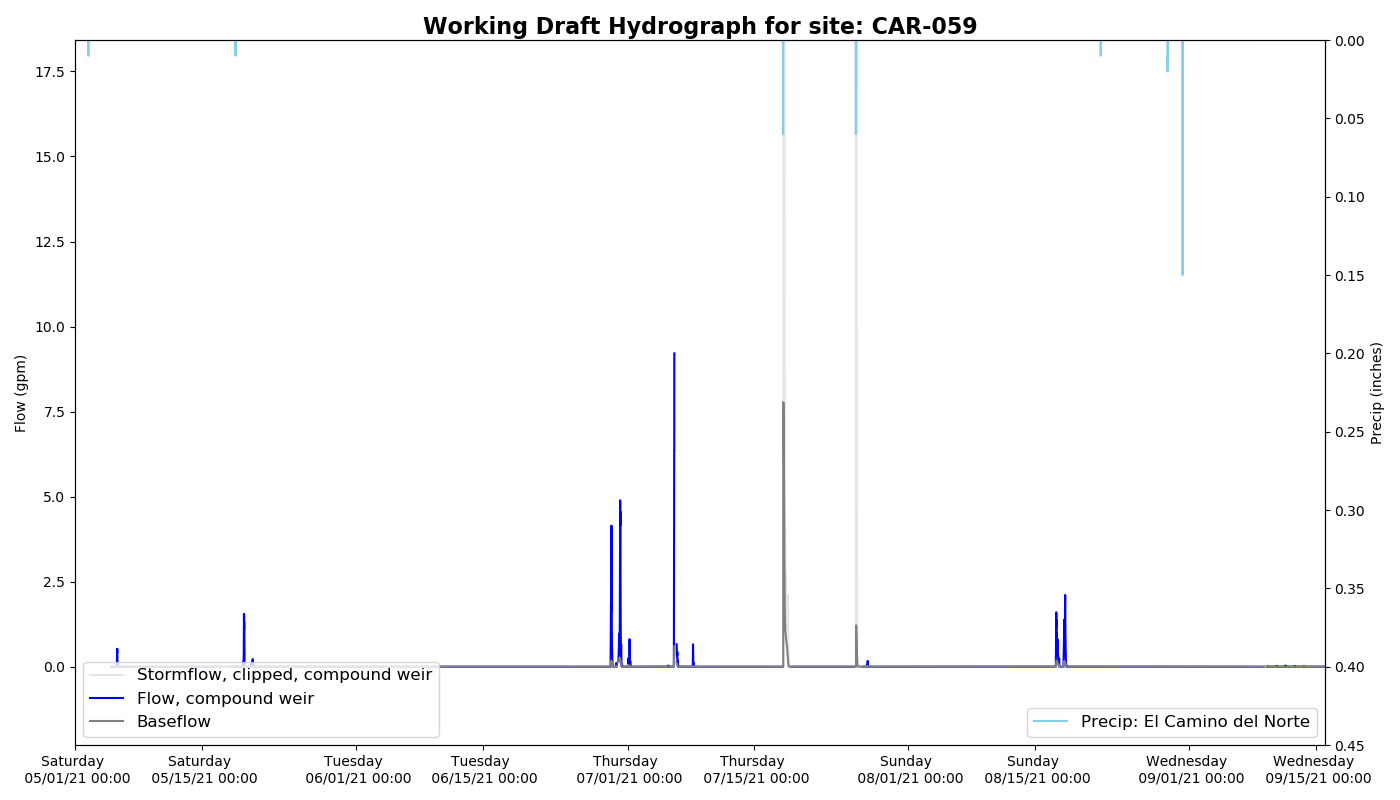 Working Draft Hydrograph for site: CAR-059
17.5
15.0
12.5
10.0
7.5
5.0
2.5
0.0
Flow (gpm)
0.00
0.05
0.10
0.15
0.20
0.25
0.30
0.35
0.40
0.45
Precip (inches)
Stormflow, clipped, compound weir
Flow, compound weir
Baseflow
Precip: El Camino del Norte
Saturday
05/01/21 00:00
Saturday
05/15/21 00:00
Tuesday
06/01/21 00:00
Tuesday
06/15/21 00:00
Thursday
07/01/21 00:00
Thursday
07/15/21 00:00
Sunday
08/01/21 00:00
Sunday
08/15/21 00:00
Wednesday
09/01/21 00:00
Wednesday
09/15/21 00:00